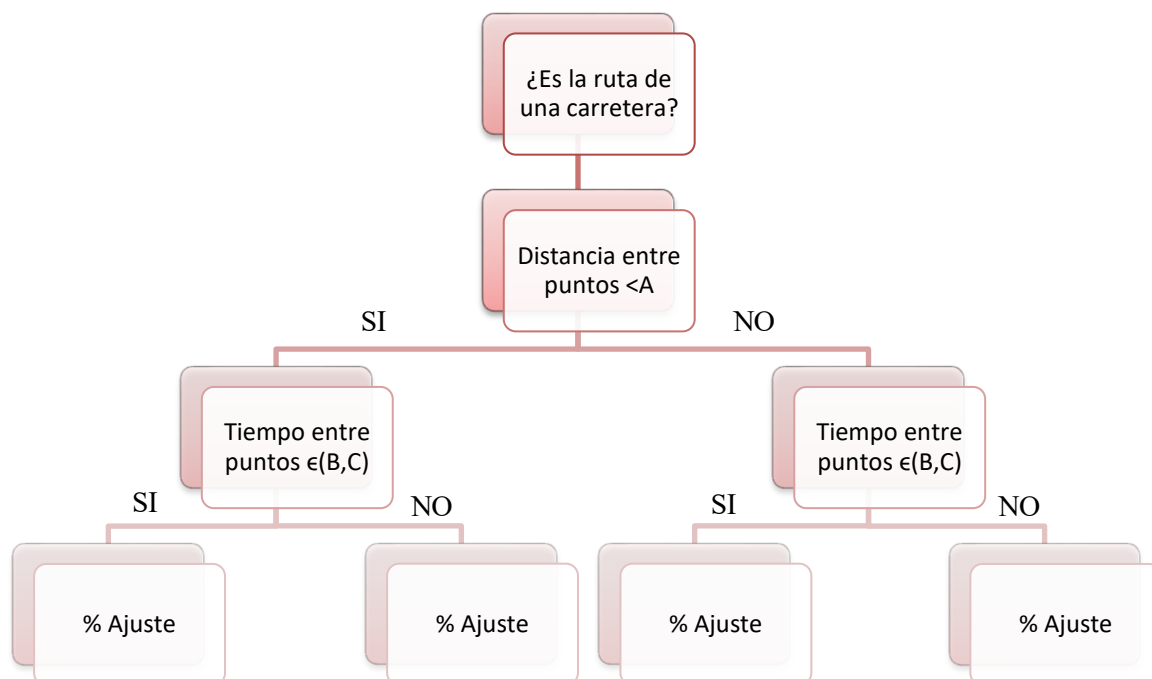 ¿Es la ruta de
una carretera?
Distancia entre
puntos <A
SI
NO
Tiempo entre
puntos ϵ(B,C)
Tiempo entre
puntos ϵ(B,C)
SI
NO
SI
NO
% Ajuste
% Ajuste
% Ajuste
% Ajuste